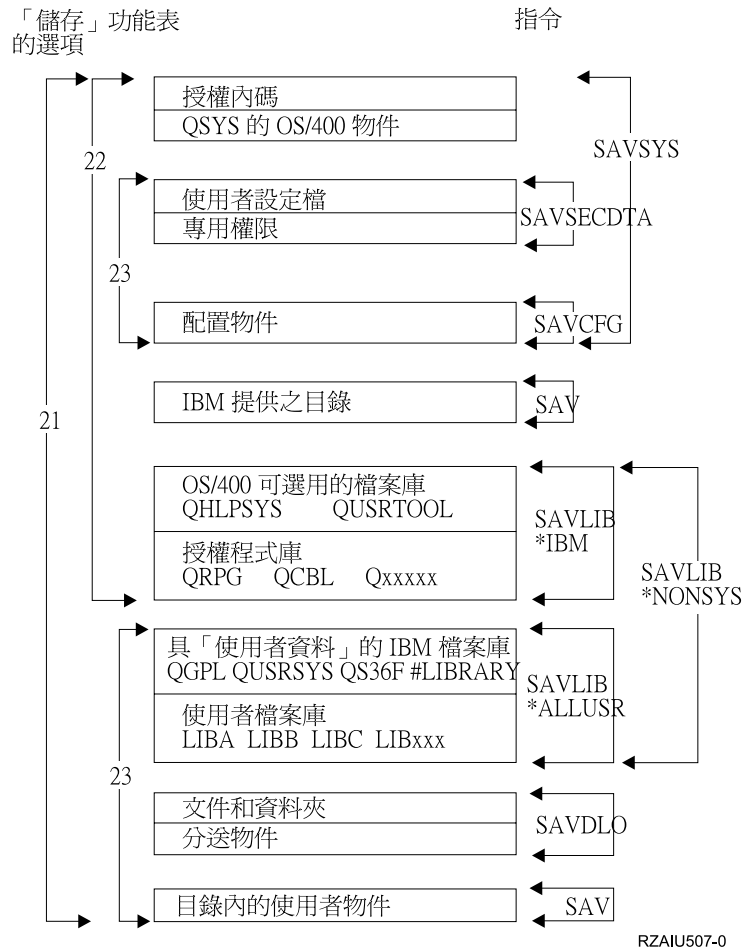 「儲存」功能表
的選項
指令
授權內碼
QSYS 的 OS/400 物件
SAVSYS
22
使用者設定檔
專用權限
SAVSECDTA
23
配置物件
SAVCFG
IBM 提供之目錄
SAV
21
OS/400 可選用的檔案庫
QHLPSYS QUSRTOOL
授權程式庫
QRPG QCBL Qxxxxx
SAVLIB
*IBM
SAVLIB
*NONSYS
具「使用者資料」的 IBM 檔案庫
QGPL QUSRSYS QS36F #LIBRARY
使用者檔案庫
LIBA LIBB LIBC LIBxxx
SAVLIB
*ALLUSR
23
文件和資料夾
分送物件
SAVDLO
目錄內的使用者物件
SAV
RZAIU507-0